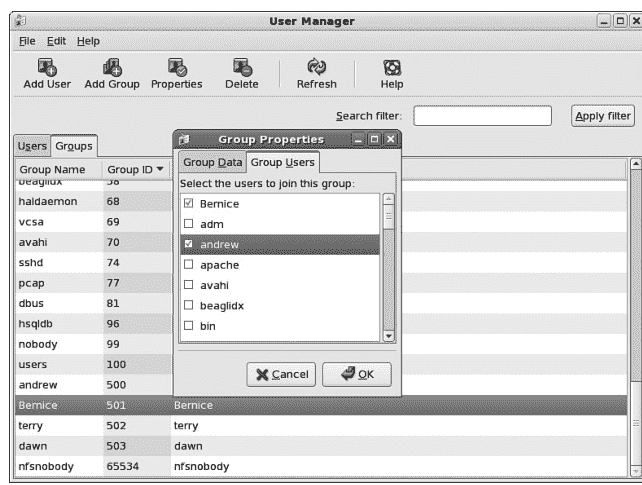 User Manager
File Edit Help
Add User Add Group Properties Delete Refresh Help
Search filter: Apply filter
Users Groups
Group Name Group ID
beaglidx 58
haldaemon 68
vcsa 69
avahi 70
sshd 74
pcap 77
dbus 81
hsqldb 96
nobody 99
users 100
andrew 500
Bernice 501 Bernice
terry 502 terry
dawn 503 dawn
nfsnobody 65534 nfsnobody
Group Properties
Group Data Group Users
Select the users to join this group:
Bernice
adm
andrew
apache
avahi
beaglidx
bin
Cancel OK